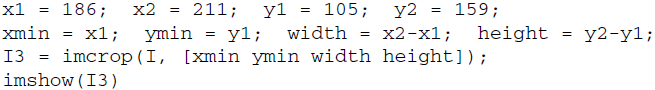 x1 = 186;  x2 = 211;  y1 = 105;  y2 = 159;
xmin = x1;  ymin = y1;  width = x2-x1;  height = y2-y1;
I3 = imcrop(I, [xmin ymin width height]);
imshow(I3)